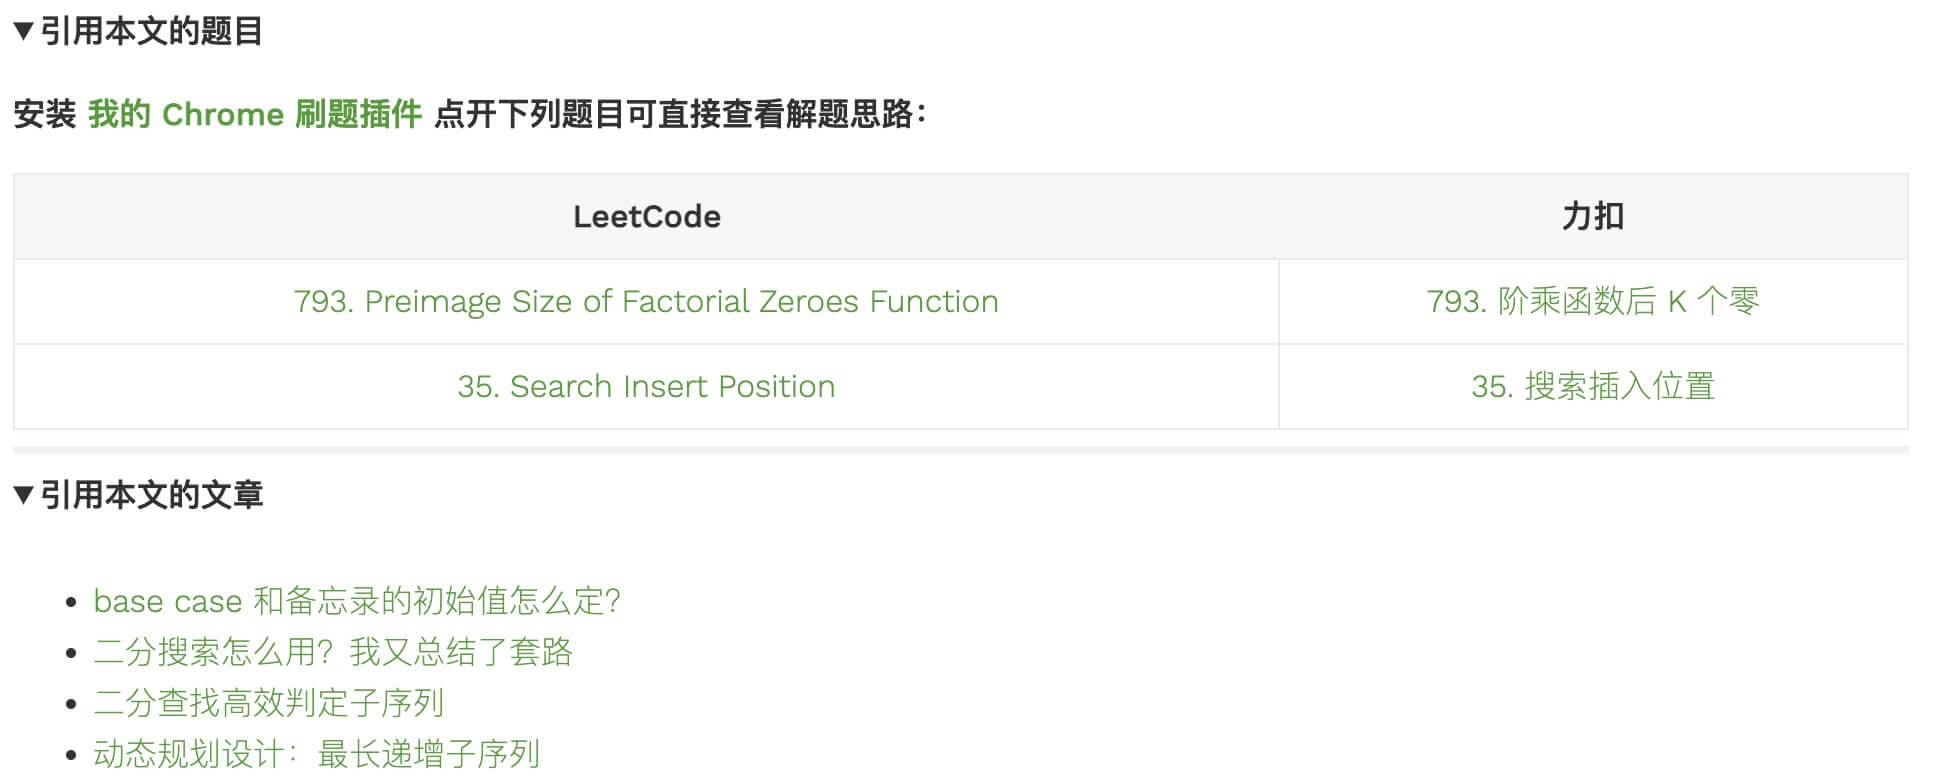 ▼引用本文的题目
安装 我的 Chrome 刷题插件 点开下列题目可直接查看解题思路：
LeetCode 力扣
793. Preimage Size of Factorial Zeroes Function 793. 阶乘函数后 K 个零
35. Search Insert Position 35. 搜索插入位置
▼引用本文的文章
• base case 和备忘录的初始值怎么定？
• 二分搜索怎么用？我又总结了套路
• 二分查找高效判定子序列
• 动态规划设计：最长递增子序列